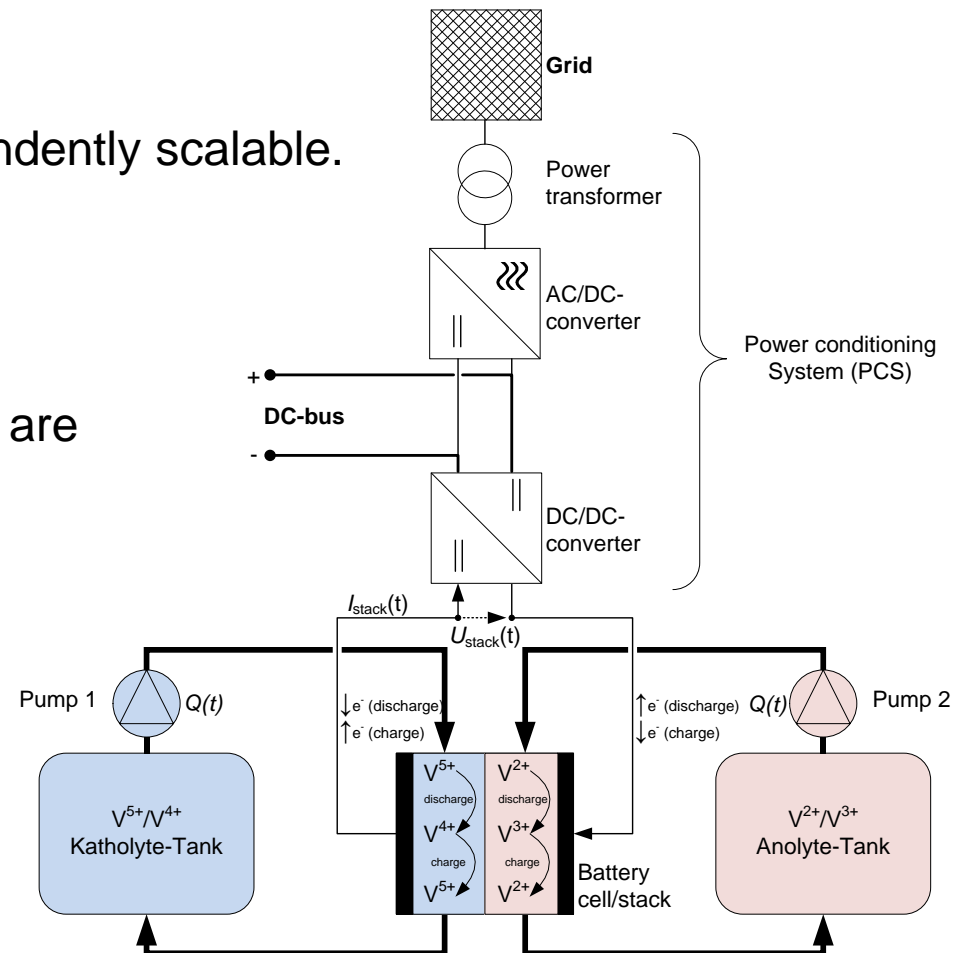 Grid
ndently scalable.
Power
transformer
AC/DC-
converter
Power conditioning
System (PCS)
+
DC-bus
are
-
DC/DC-
converter
I_stack(t)
U_stack(t)
Pump 1
Q(t)
↓e⁻ (discharge)
↑e⁻ (charge)
↑e⁻ (discharge)
↓e⁻ (charge)
Q(t)
Pump 2
V⁵⁺/V⁴⁺
Katholyte-Tank
V⁵⁺
discharge
V⁴⁺
charge
V⁵⁺
V²⁺
discharge
V³⁺
charge
V²⁺
Battery
cell/stack
V²⁺/V³⁺
Anolyte-Tank